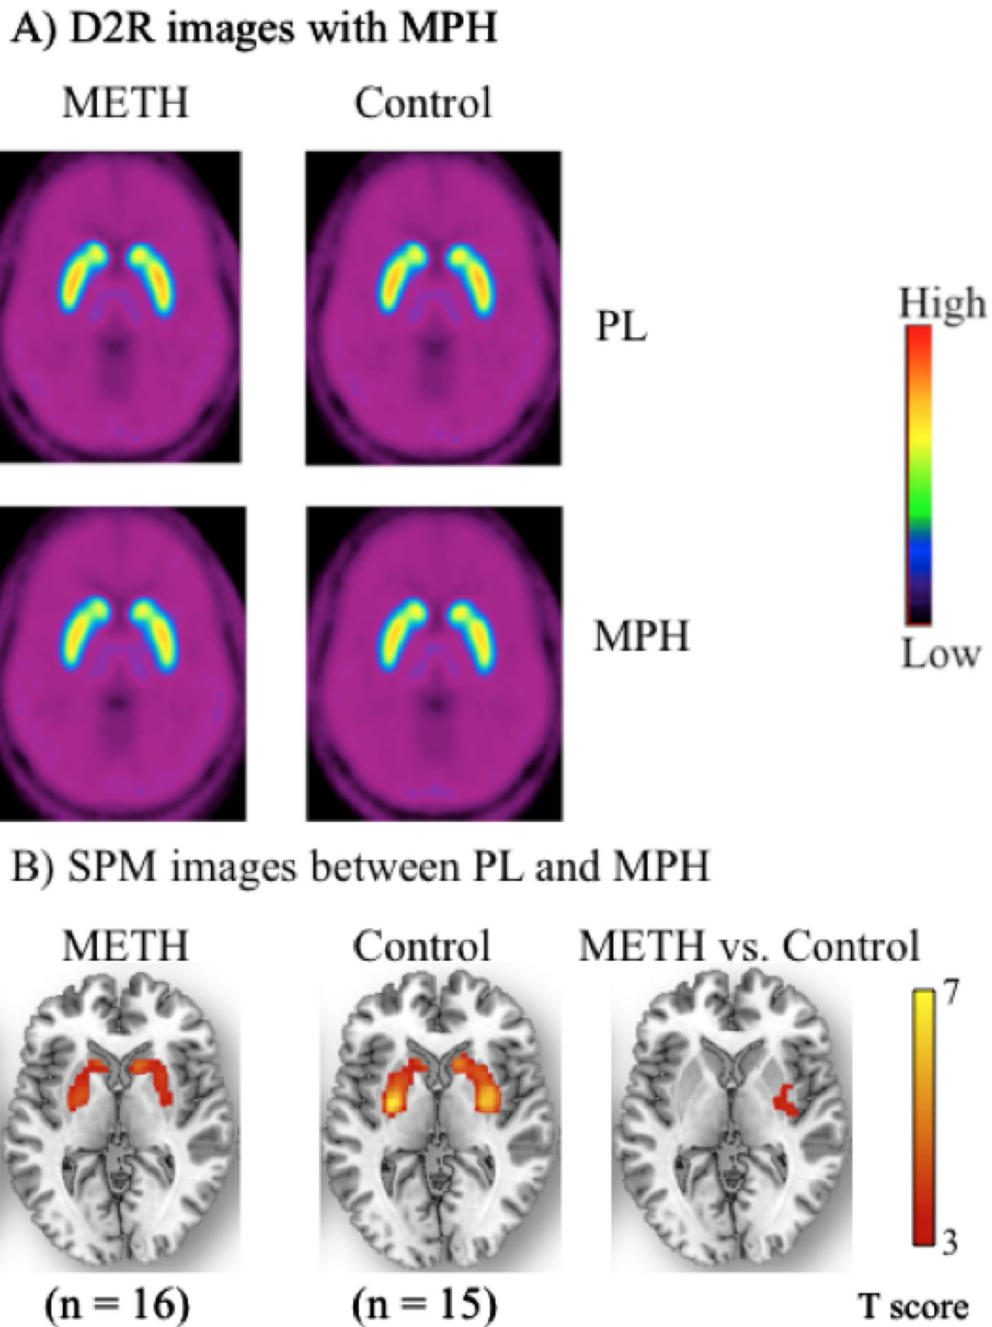 A) D2R images with MPH
METH Control
PL
High
Low
MPH
B) SPM images between PL and MPH
METH Control METH vs. Control
7
3
(n = 16) (n = 15) T score